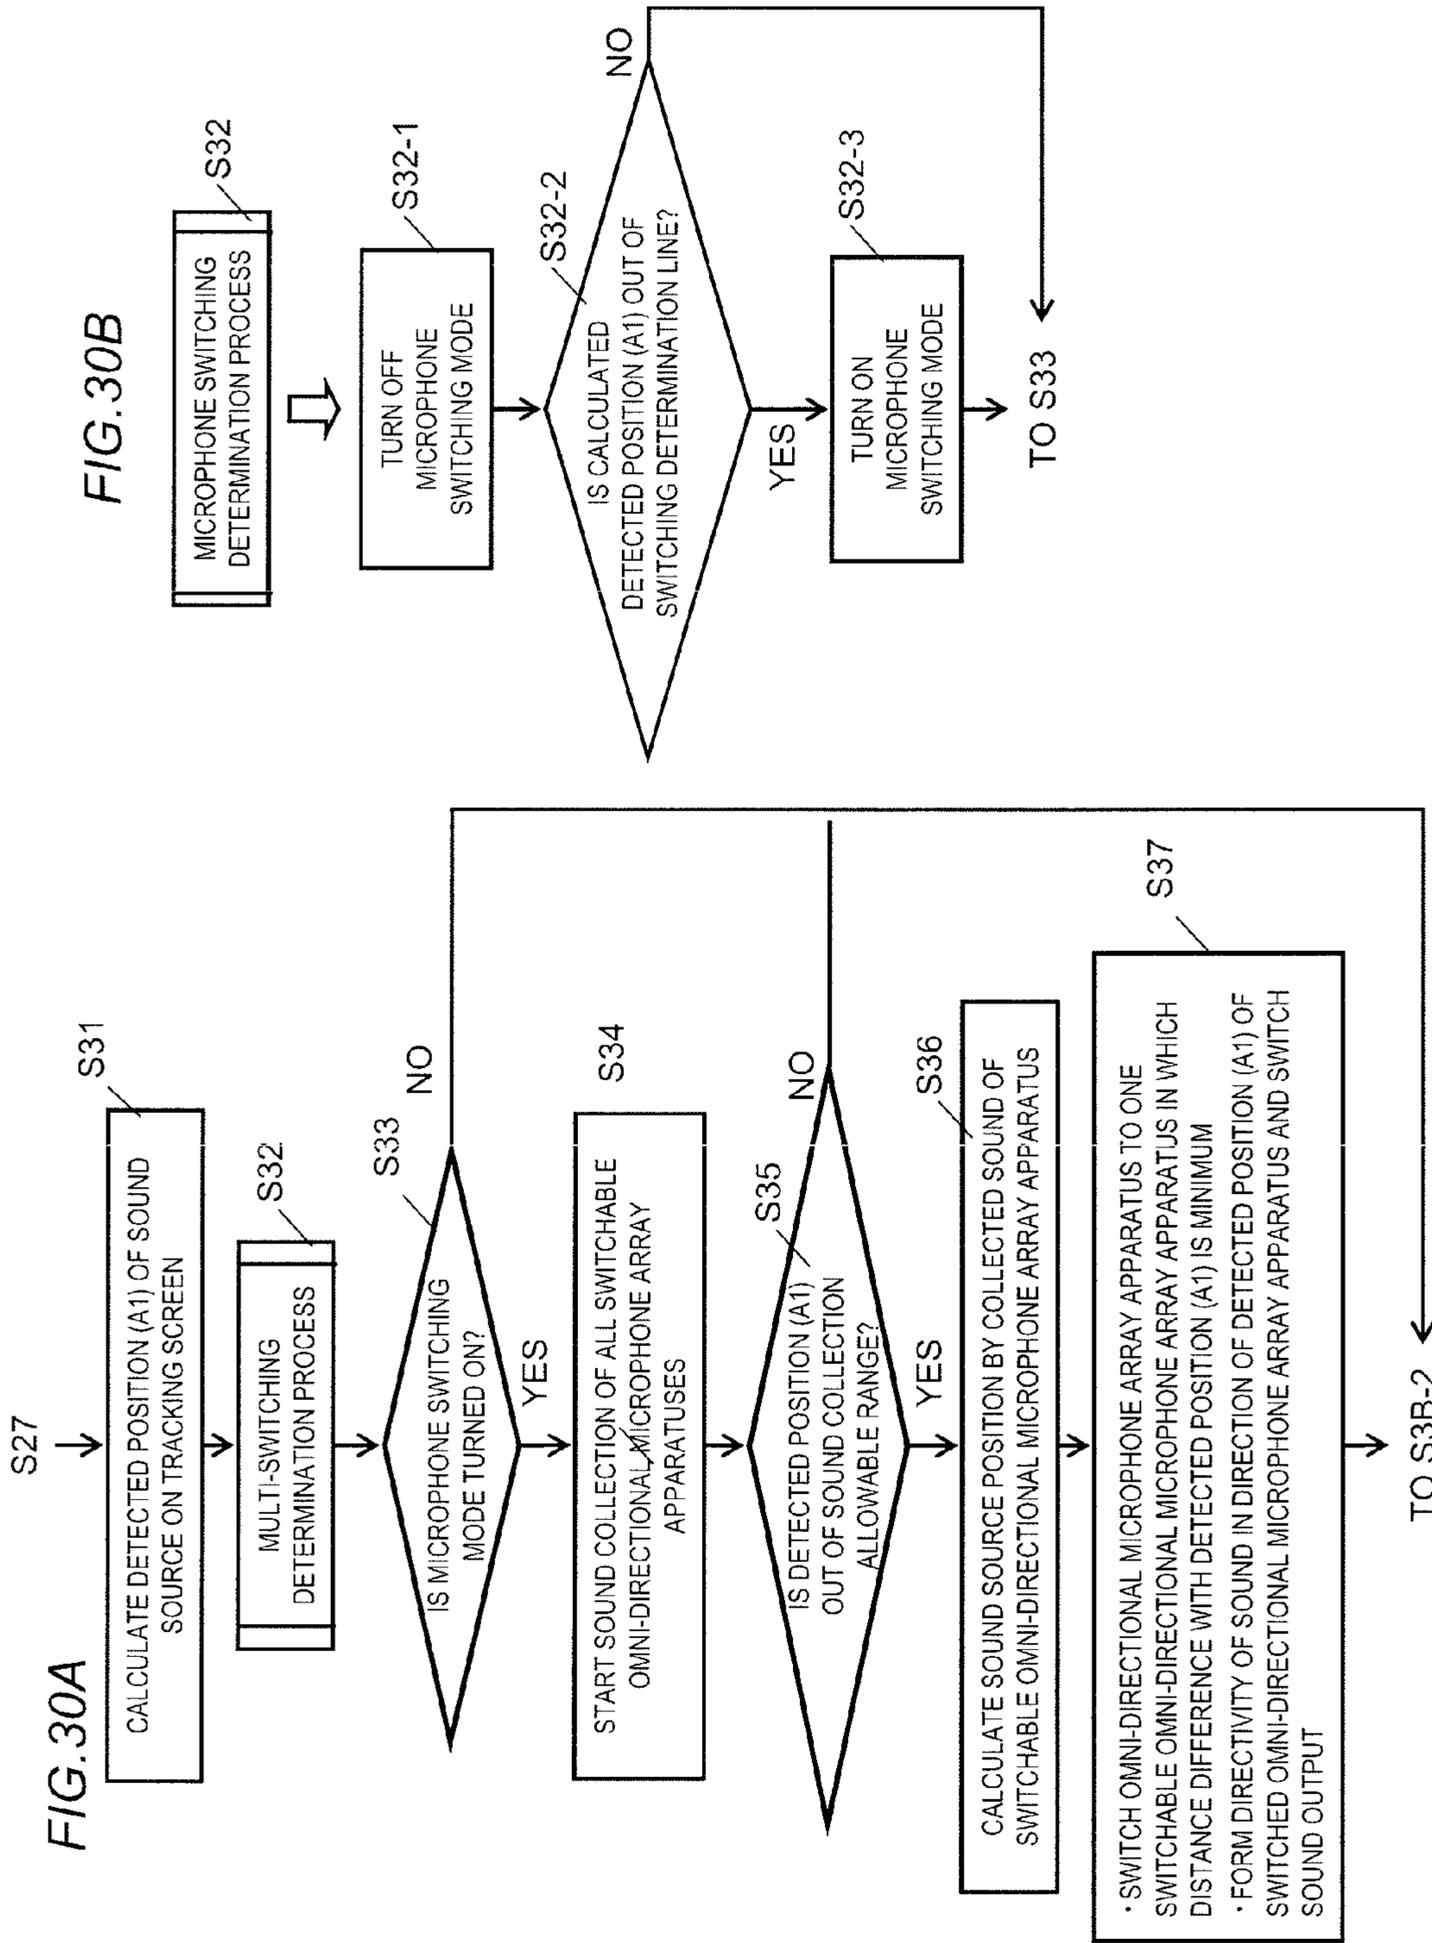 FIG.30A
S27
CALCULATE DETECTED POSITION (A1) OF SOUND
SOURCE ON TRACKING SCREEN
S31
MULTI-SWITCHING
DETERMINATION PROCESS
S32
IS MICROPHONE SWITCHING
MODE TURNED ON?
S33
NO
YES
START SOUND COLLECTION OF ALL SWITCHABLE
OMNI-DIRECTIONAL MICROPHONE ARRAY
APPARATUSES
S34
IS DETECTED POSITION (A1)
OUT OF SOUND COLLECTION
ALLOWABLE RANGE?
S35
NO
YES
CALCULATE SOUND SOURCE POSITION BY COLLECTED SOUND OF
SWITCHABLE OMNI-DIRECTIONAL MICROPHONE ARRAY APPARATUS
S36
· SWITCH OMNI-DIRECTIONAL MICROPHONE ARRAY APPARATUS TO ONE
SWITCHABLE OMNI-DIRECTIONAL MICROPHONE ARRAY APPARATUS IN WHICH
DISTANCE DIFFERENCE WITH DETECTED POSITION (A1) IS MINIMUM
· FORM DIRECTIVITY OF SOUND IN DIRECTION OF DETECTED POSITION (A1) OF
SWITCHED OMNI-DIRECTIONAL MICROPHONE ARRAY APPARATUS AND SWITCH
SOUND OUTPUT
S37
TO S3B-2
FIG.30B
MICROPHONE SWITCHING
DETERMINATION PROCESS
S32
TURN OFF
MICROPHONE
SWITCHING MODE
S32-1
IS CALCULATED
DETECTED POSITION (A1) OUT OF
SWITCHING DETERMINATION LINE?
S32-2
NO
YES
TURN ON
MICROPHONE
SWITCHING MODE
S32-3
TO S33